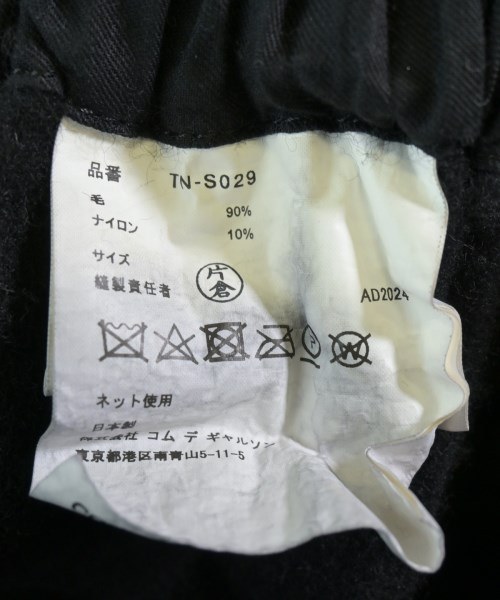 品番 TN-S029
毛 90%
ナイロン 10%
サイズ
縫製責任者 片倉 AD2024
ネット使用
日本製
株式会社 コム デ ギャルソン
東京都港区南青山5-11-5